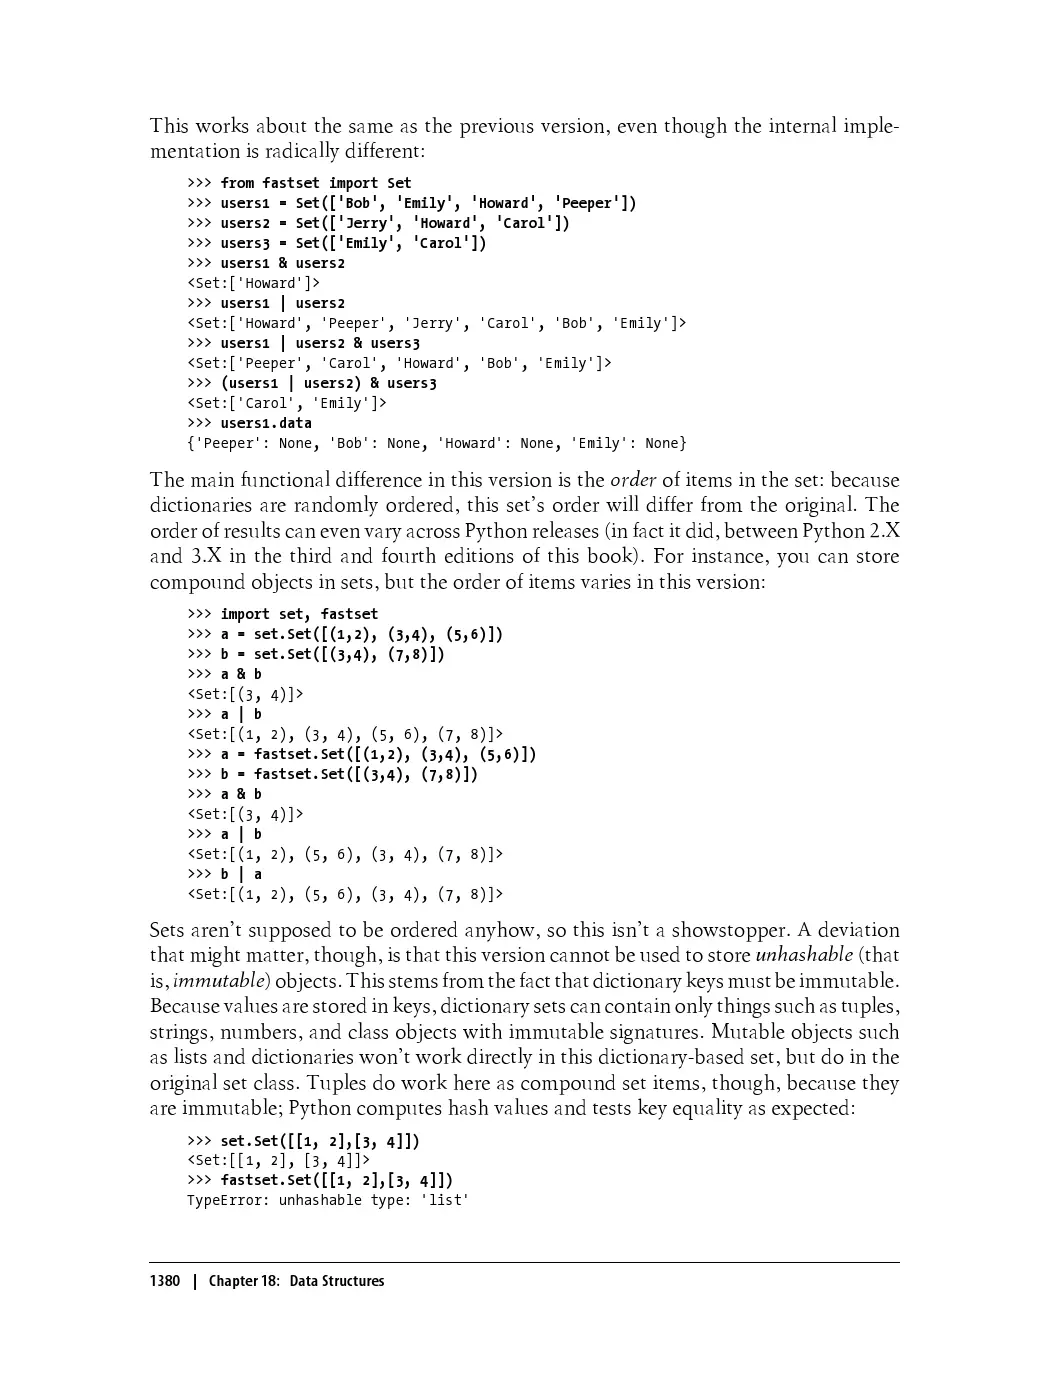 This works about the same as the previous version, even though the internal imple-
mentation is radically different:
>>> from fastset import Set
>>> users1 = Set(['Bob', 'Emily', 'Howard', 'Peeper'])
>>> users2 = Set(['Jerry', 'Howard', 'Carol'])
>>> users3 = Set(['Emily', 'Carol'])
>>> users1 & users2
<Set:['Howard']>
>>> users1 | users2
<Set:['Howard', 'Peeper', 'Jerry', 'Carol', 'Bob', 'Emily']>
>>> users1 | users2 & users3
<Set:['Peeper', 'Carol', 'Howard', 'Bob', 'Emily']>
>>> (users1 | users2) & users3
<Set:['Carol', 'Emily']>
>>> users1.data
{'Peeper': None, 'Bob': None, 'Howard': None, 'Emily': None}
The main functional difference in this version is the order of items in the set: because
dictionaries are randomly ordered, this set's order will differ from the original. The
order of results can even vary across Python releases (in fact it did, between Python 2.X
and 3.X in the third and fourth editions of this book). For instance, you can store
compound objects in sets, but the order of items varies in this version:
>>> import set, fastset
>>> a = set.Set([(1,2), (3,4), (5,6)])
>>> b = set.Set([(3,4), (7,8)])
>>> a & b
<Set:[(3, 4)]>
>>> a | b
<Set:[(1, 2), (3, 4), (5, 6), (7, 8)]>
>>> a = fastset.Set([(1,2), (3,4), (5,6)])
>>> b = fastset.Set([(3,4), (7,8)])
>>> a & b
<Set:[(3, 4)]>
>>> a | b
<Set:[(1, 2), (5, 6), (3, 4), (7, 8)]>
>>> b | a
<Set:[(1, 2), (5, 6), (3, 4), (7, 8)]>
Sets aren't supposed to be ordered anyhow, so this isn't a showstopper. A deviation
that might matter, though, is that this version cannot be used to store unhashable (that
is, immutable) objects. This stems from the fact that dictionary keys must be immutable.
Because values are stored in keys, dictionary sets can contain only things such as tuples,
strings, numbers, and class objects with immutable signatures. Mutable objects such
as lists and dictionaries won't work directly in this dictionary-based set, but do in the
original set class. Tuples do work here as compound set items, though, because they
are immutable; Python computes hash values and tests key equality as expected:
>>> set.Set([[1, 2],[3, 4]])
<Set:[[1, 2], [3, 4]]>
>>> fastset.Set([[1, 2],[3, 4]])
TypeError: unhashable type: 'list'
1380 | Chapter 18: Data Structures